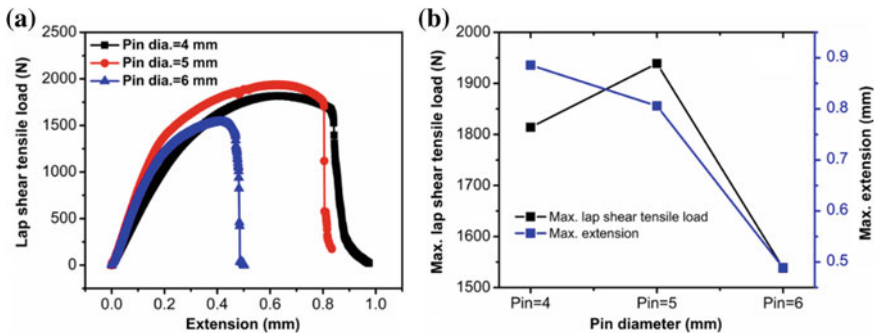 (a)
Lap shear tensile load (N)
2500
2000
1500
1000
500
0
Pin dia.=4 mm
Pin dia.=5 mm
Pin dia.=6 mm
0.0 0.2 0.4 0.6 0.8 1.0
Extension (mm)
(b)
Max. lap shear tensile load (N)
2000
1900
1800
1700
1600
1500
Max. lap shear tensile load
Max. extension
0.9
0.8
0.7
0.6
0.5
Max. extension (mm)
Pin=4 Pin=5 Pin=6
Pin diameter (mm)